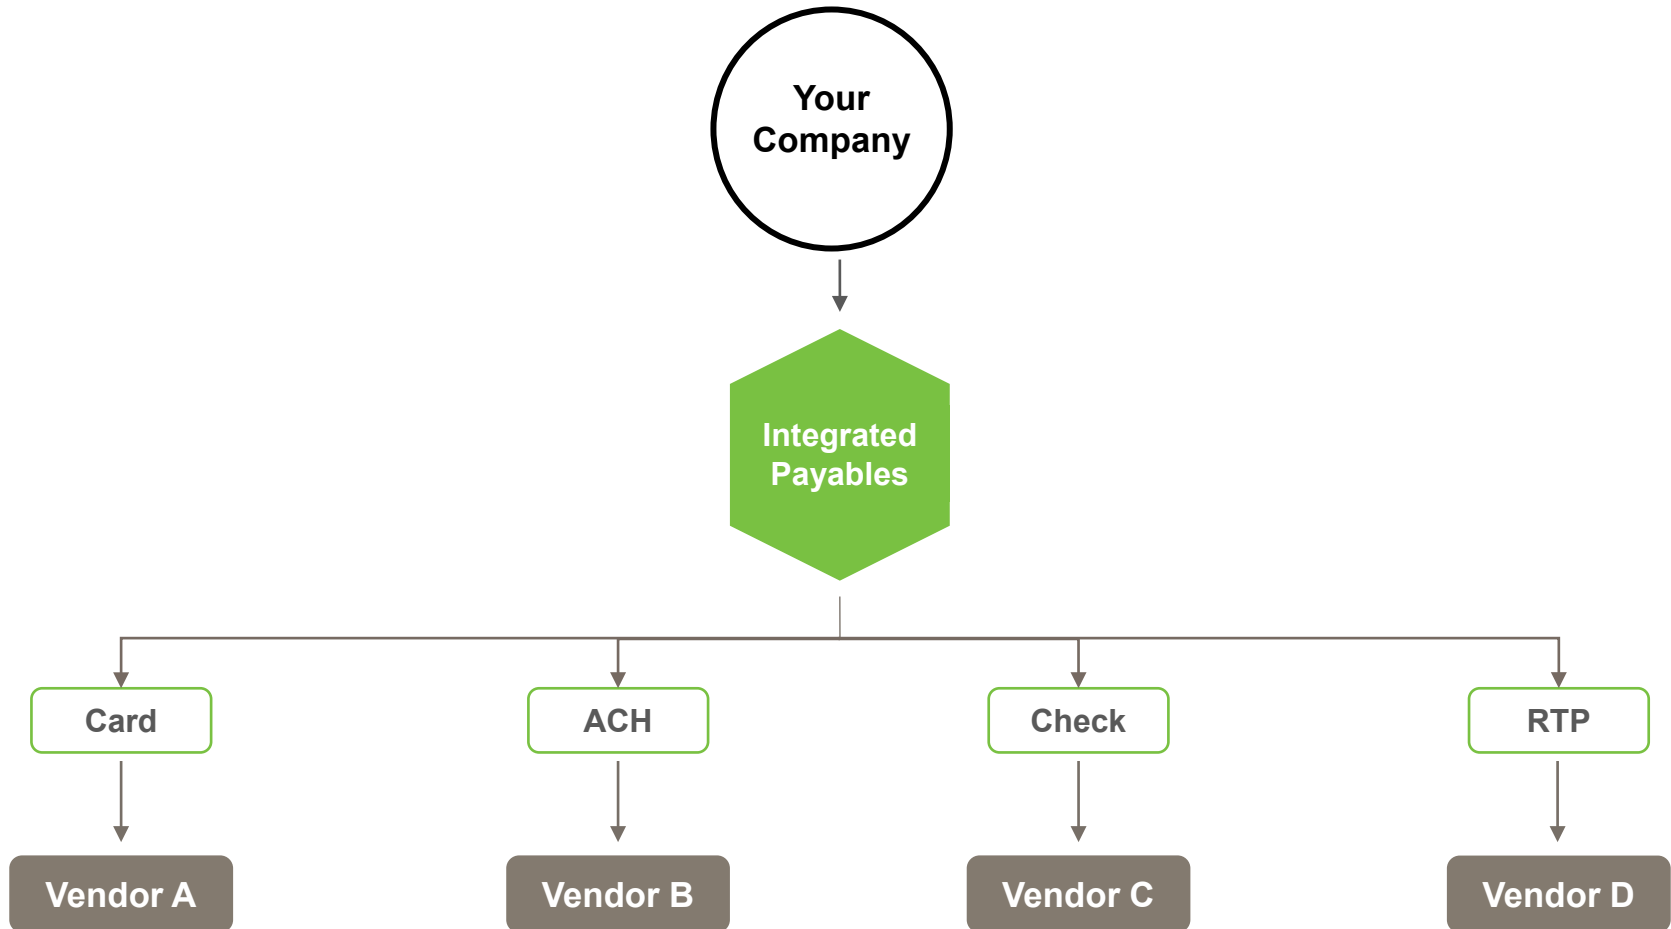 Your
Company
Integrated
Payables
Card
ACH
Check
RTP
Vendor A
Vendor B
Vendor C
Vendor D